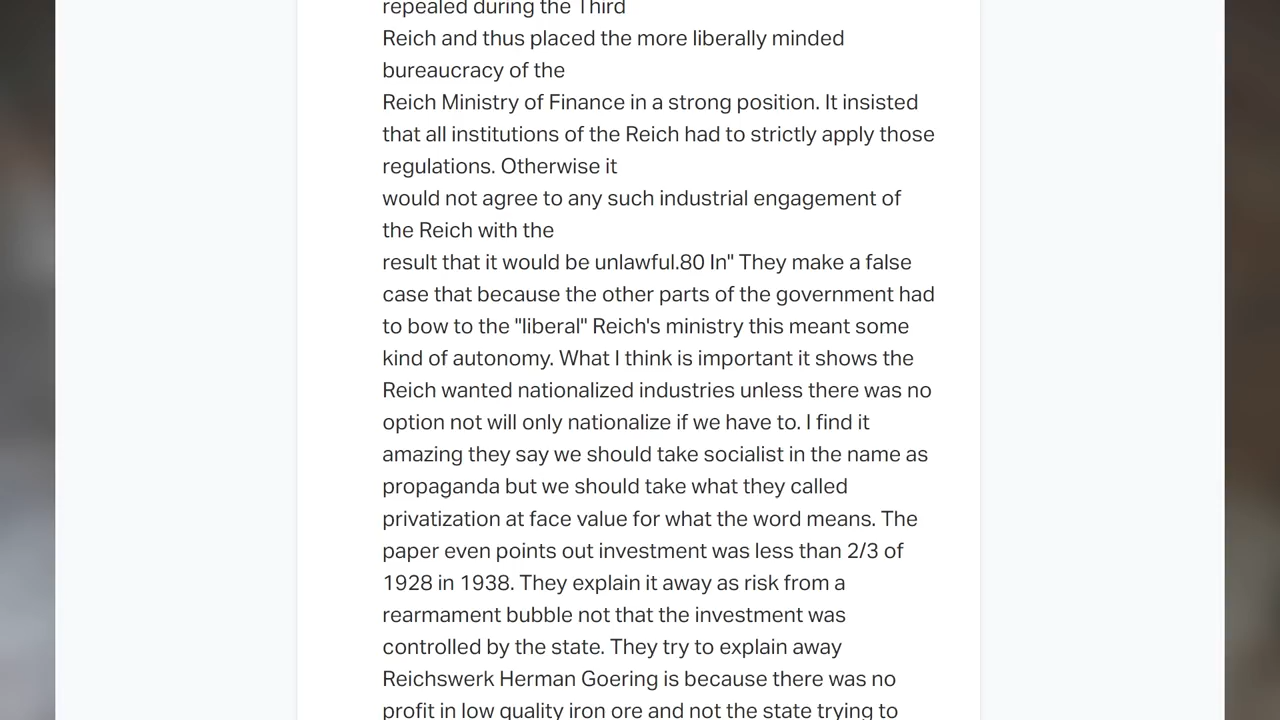 repealed during the Third
Reich and thus placed the more liberally minded
bureaucracy of the
Reich Ministry of Finance in a strong position. It insisted
that all institutions of the Reich had to strictly apply those
regulations. Otherwise it
would not agree to any such industrial engagement of
the Reich with the
result that it would be unlawful.80 In" They make a false
case that because the other parts of the government had
to bow to the "liberal" Reich's ministry this meant some
kind of autonomy. What I think is important it shows the
Reich wanted nationalized industries unless there was no
option not will only nationalize if we have to. I find it
amazing they say we should take socialist in the name as
propaganda but we should take what they called
privatization at face value for what the word means. The
paper even points out investment was less than 2/3 of
1928 in 1938. They explain it away as risk from a
rearmament bubble not that the investment was
controlled by the state. They try to explain away
Reichswerk Herman Goering is because there was no
profit in low quality iron ore and not the state trying to